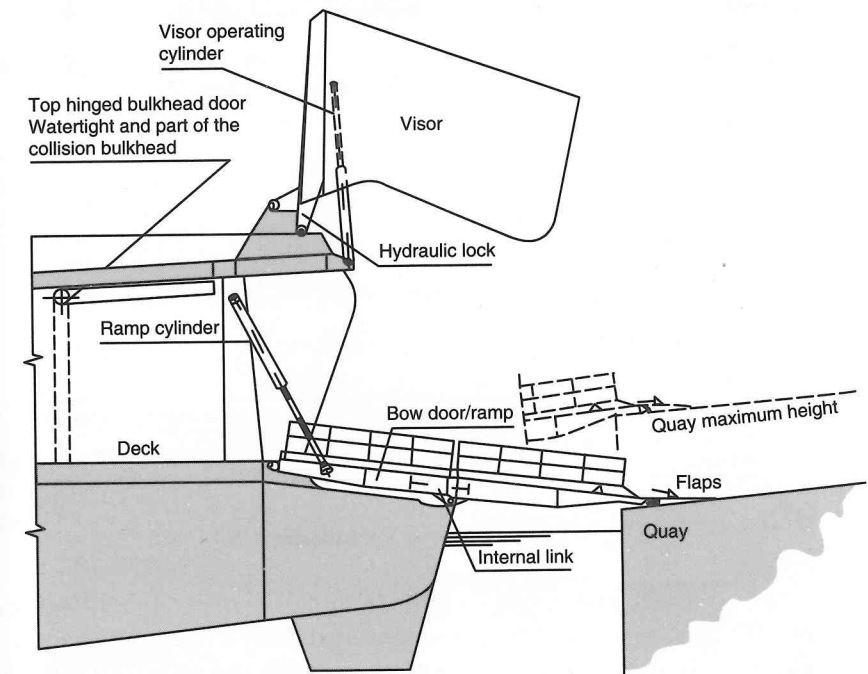 Visor operating
cylinder
Top hinged bulkhead door
Watertight and part of the
collision bulkhead
Visor
Hydraulic lock
Ramp cylinder
Bow door/ramp
Quay maximum height
Deck
Flaps
Quay
Internal link